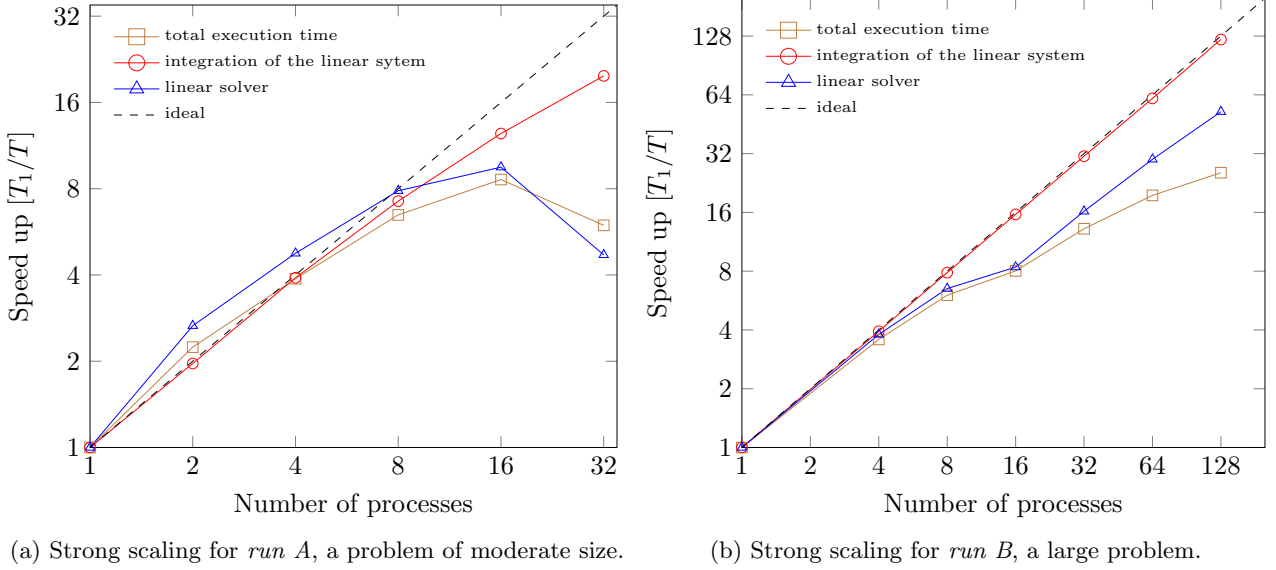 32
16
8
4
2
1
1
2
4
8
16
32
Speed up [T₁/T]
Number of processes
total execution time
integration of the linear sytem
linear solver
ideal
(a) Strong scaling for run A, a problem of moderate size.
128
64
32
16
8
4
2
1
1
2
4
8
16
32
64
128
Speed up [T₁/T]
Number of processes
total execution time
integration of the linear sytem
linear solver
ideal
(b) Strong scaling for run B, a large problem.